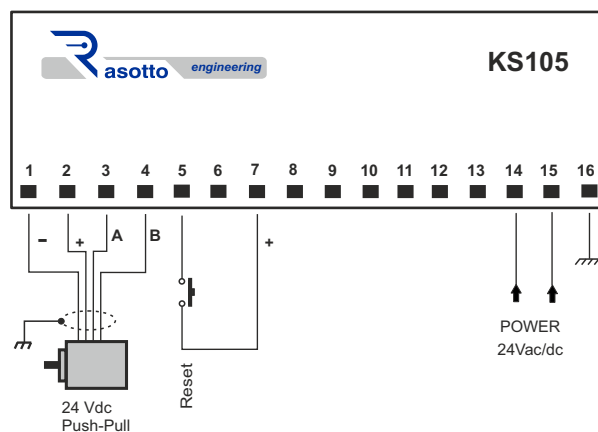 Rasotto engineering
KS105
1 2 3 4 5 6 7 8 9 10 11 12 13 14 15 16
- + A B +
POWER
24Vac/dc
Reset
24 Vdc
Push-Pull